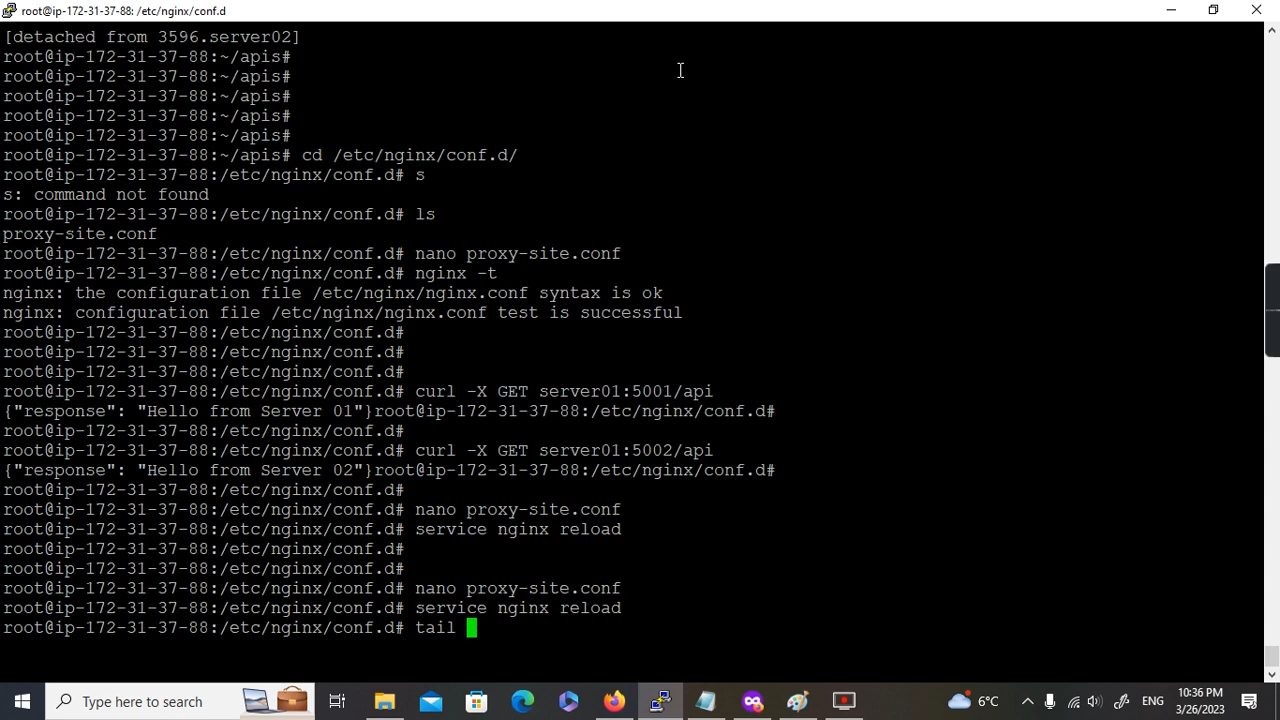 root@ip-172-31-37-88: /etc/nginx/conf.d
[detached from 3596.server02]
root@ip-172-31-37-88:~/apis#
root@ip-172-31-37-88:~/apis#
root@ip-172-31-37-88:~/apis#
root@ip-172-31-37-88:~/apis#
root@ip-172-31-37-88:~/apis#
root@ip-172-31-37-88:~/apis# cd /etc/nginx/conf.d/
root@ip-172-31-37-88:/etc/nginx/conf.d# s
s: command not found
root@ip-172-31-37-88:/etc/nginx/conf.d# ls
proxy-site.conf
root@ip-172-31-37-88:/etc/nginx/conf.d# nano proxy-site.conf
root@ip-172-31-37-88:/etc/nginx/conf.d# nginx -t
nginx: the configuration file /etc/nginx/nginx.conf syntax is ok
nginx: configuration file /etc/nginx/nginx.conf test is successful
root@ip-172-31-37-88:/etc/nginx/conf.d#
root@ip-172-31-37-88:/etc/nginx/conf.d#
root@ip-172-31-37-88:/etc/nginx/conf.d#
root@ip-172-31-37-88:/etc/nginx/conf.d# curl -X GET server01:5001/api
{"response": "Hello from Server 01"}root@ip-172-31-37-88:/etc/nginx/conf.d#
root@ip-172-31-37-88:/etc/nginx/conf.d#
root@ip-172-31-37-88:/etc/nginx/conf.d# curl -X GET server01:5002/api
{"response": "Hello from Server 02"}root@ip-172-31-37-88:/etc/nginx/conf.d#
root@ip-172-31-37-88:/etc/nginx/conf.d#
root@ip-172-31-37-88:/etc/nginx/conf.d# nano proxy-site.conf
root@ip-172-31-37-88:/etc/nginx/conf.d# service nginx reload
root@ip-172-31-37-88:/etc/nginx/conf.d#
root@ip-172-31-37-88:/etc/nginx/conf.d#
root@ip-172-31-37-88:/etc/nginx/conf.d# nano proxy-site.conf
root@ip-172-31-37-88:/etc/nginx/conf.d# service nginx reload
root@ip-172-31-37-88:/etc/nginx/conf.d# tail
Type here to search
6°C
ENG
10:36 PM
3/26/2023